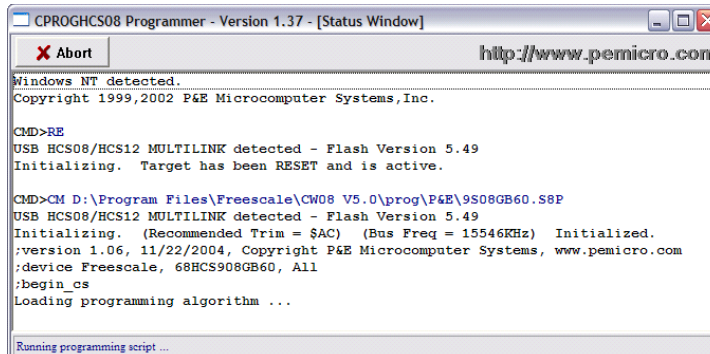 CPROGHCS08 Programmer - Version 1.37 - [Status Window]
Abort
http://www.pemicro.com
Windows NT detected.
Copyright 1999,2002 P&E Microcomputer Systems,Inc.
CMD>RE
USB HCS08/HCS12 MULTILINK detected - Flash Version 5.49
Initializing.  Target has been RESET and is active.
CMD>CM D:\Program Files\Freescale\CW08 V5.0\prog\P&E\9S08GB60.S8P
USB HCS08/HCS12 MULTILINK detected - Flash Version 5.49
Initializing.  (Recommended Trim = $AC)  (Bus Freq = 15546KHz)  Initialized.
;version 1.06, 11/22/2004, Copyright P&E Microcomputer Systems, www.pemicro.com
;device Freescale, 68HCS908GB60, All
;begin_cs
Loading programming algorithm ...
Running programming script ...